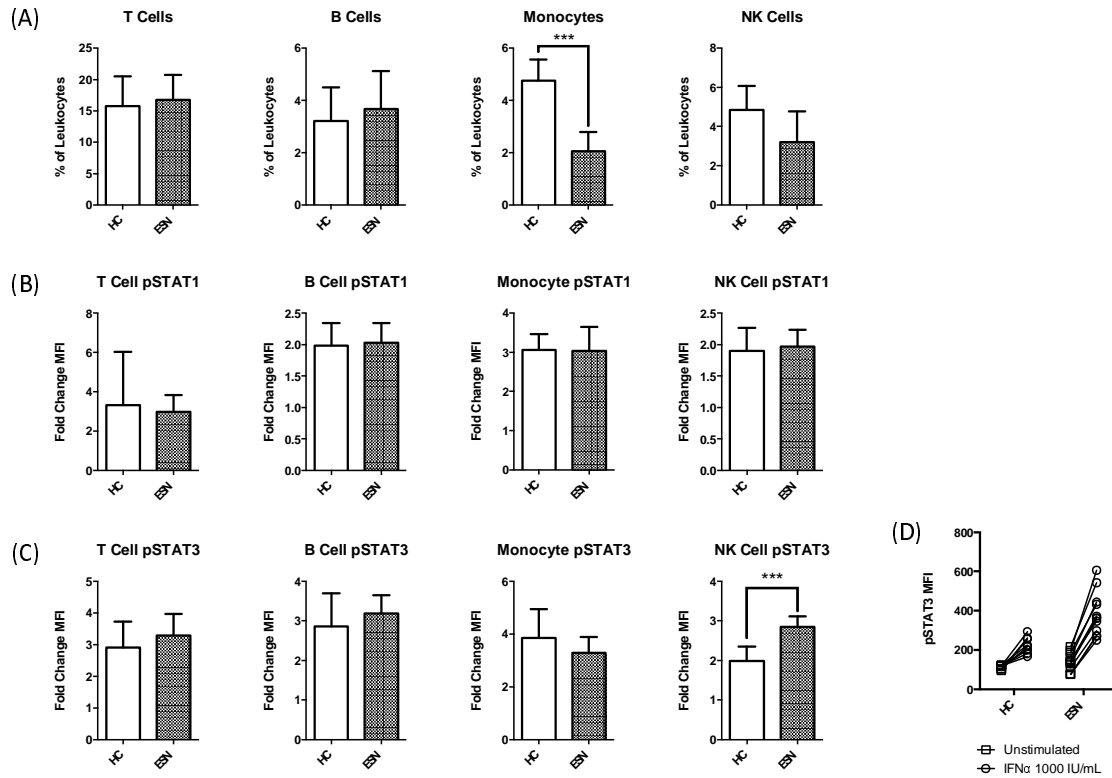 (A)
T Cells
B Cells
Monocytes
NK Cells
% of Leukocytes
25
20
15
10
5
0
HC
ESN
% of Leukocytes
6
4
2
0
HC
ESN
% of Leukocytes
6
4
2
0
***
HC
ESN
% of Leukocytes
8
6
4
2
0
HC
ESN
(B)
T Cell pSTAT1
B Cell pSTAT1
Monocyte pSTAT1
NK Cell pSTAT1
Fold Change MFI
8
6
4
2
0
HC
ESN
Fold Change MFI
2.5
2.0
1.5
1.0
0.5
0.0
HC
ESN
Fold Change MFI
4
3
2
1
0
HC
ESN
Fold Change MFI
2.5
2.0
1.5
1.0
0.5
0.0
HC
ESN
(C)
T Cell pSTAT3
B Cell pSTAT3
Monocyte pSTAT3
NK Cell pSTAT3
Fold Change MFI
5
4
3
2
1
0
HC
ESN
Fold Change MFI
4
3
2
1
0
HC
ESN
Fold Change MFI
6
4
2
0
HC
ESN
Fold Change MFI
4
3
2
1
0
***
HC
ESN
(D)
pSTAT3 MFI
800
600
400
200
0
HC
ESN
Unstimulated
IFNα 1000 IU/mL